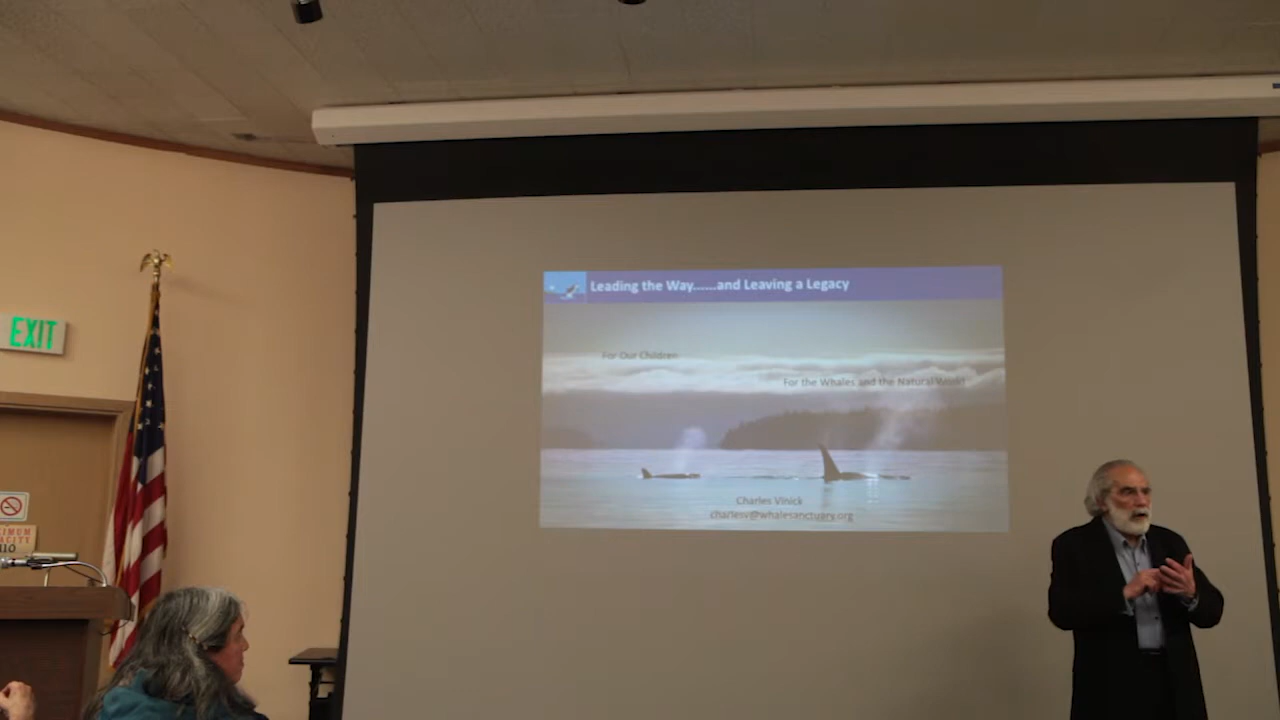 Leading the Way......and Leaving a Legacy
For Our Children
For the Whales and the Natural World
Charles Vinick
charlesv@whalesanctuary.org
EXIT
110